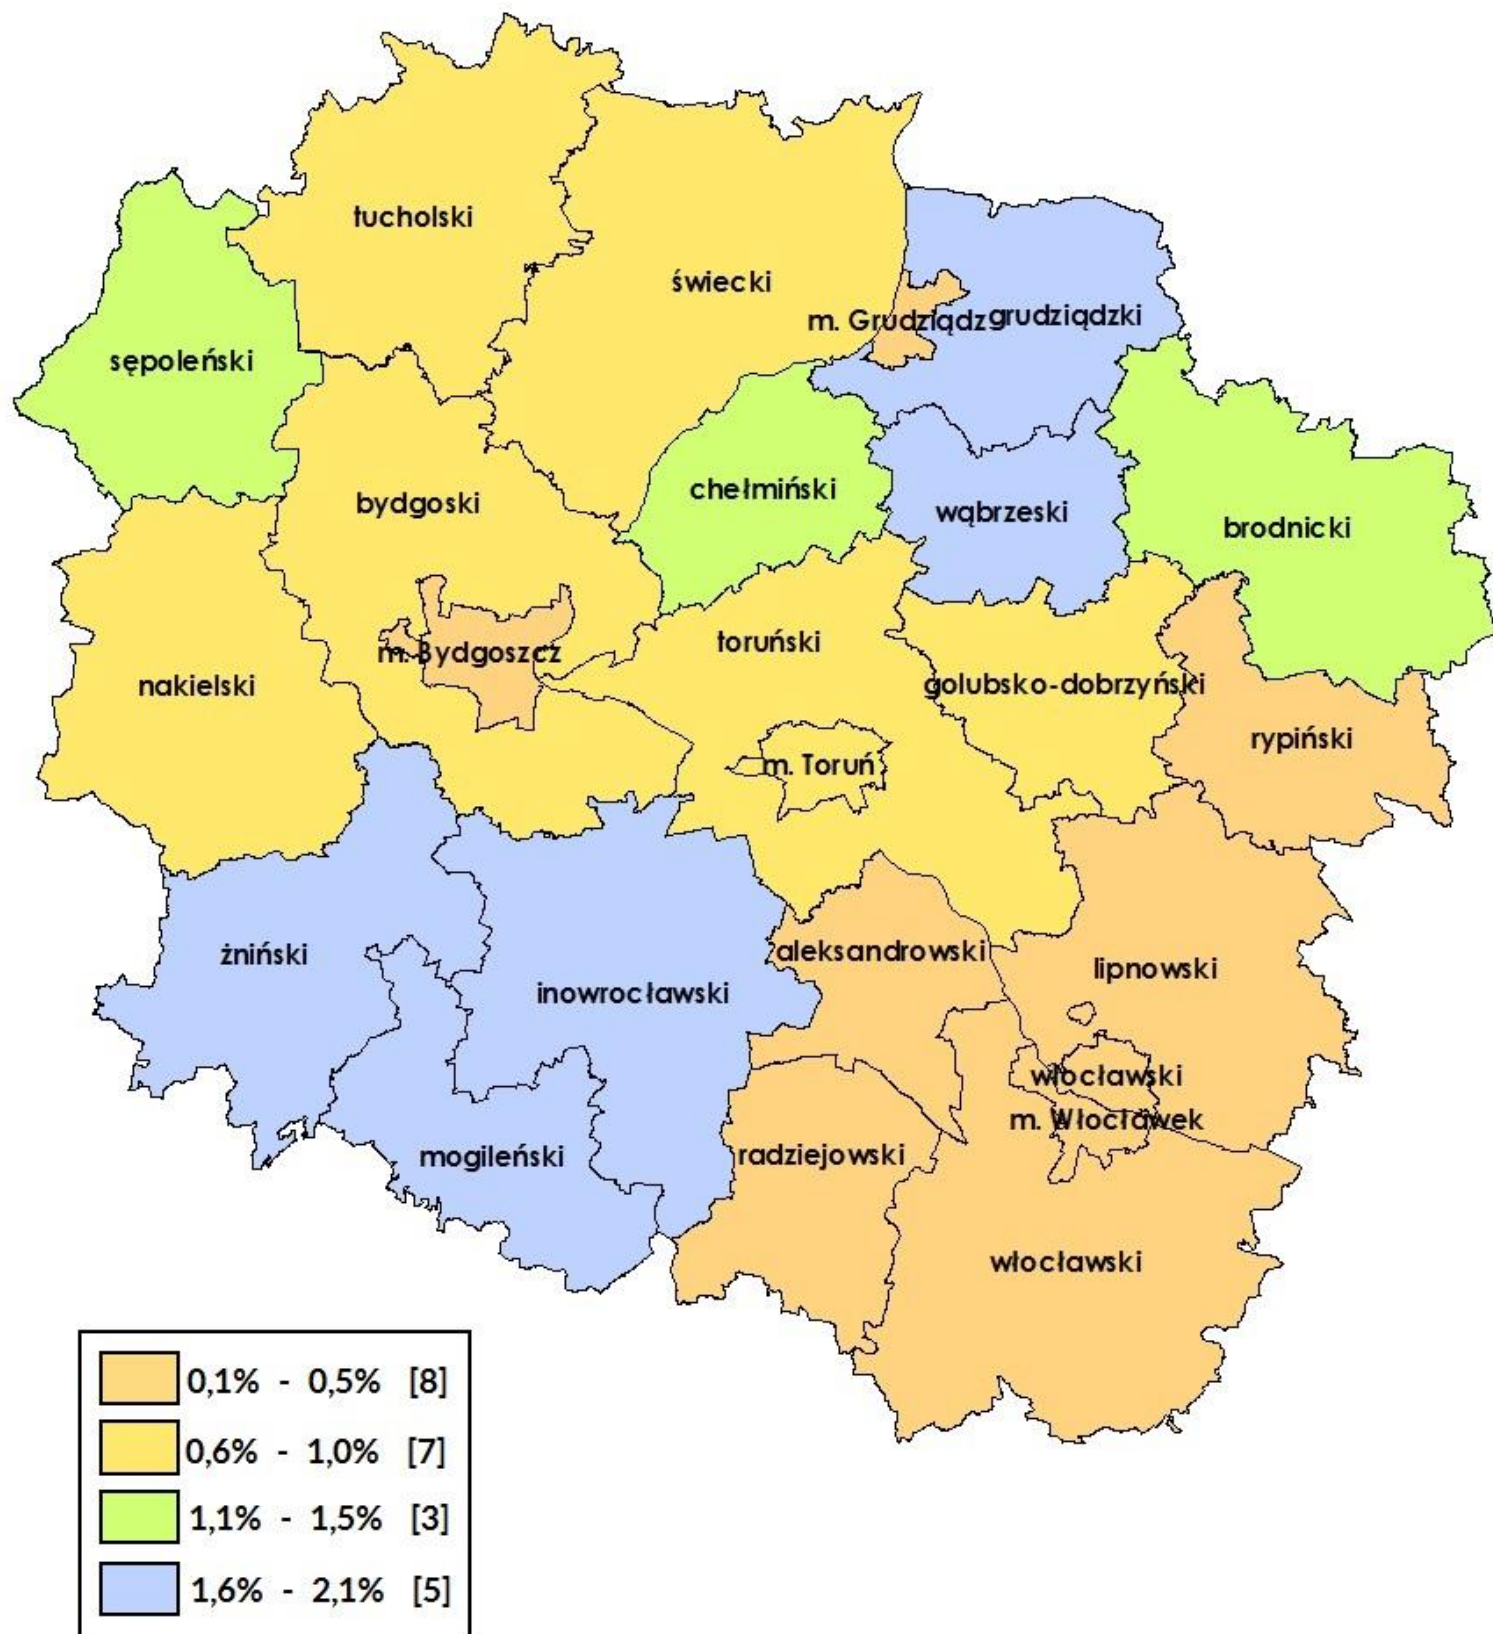 tucholski
świecki
m. Grudziądz
grudziądzki
sępoleński
chełmiński
bydgoski
wąbrzeski
brodnicki
toruński
m. Bydgoszcz
nakielski
golubsko-dobrzyński
rypiński
m. Toruń
żniński
aleksandrowski
lipnowski
inowrocławski
włocławski
m. Włocławek
mogileński
radziejowski
włocławski
0,1% - 0,5% [8]
0,6% - 1,0% [7]
1,1% - 1,5% [3]
1,6% - 2,1% [5]